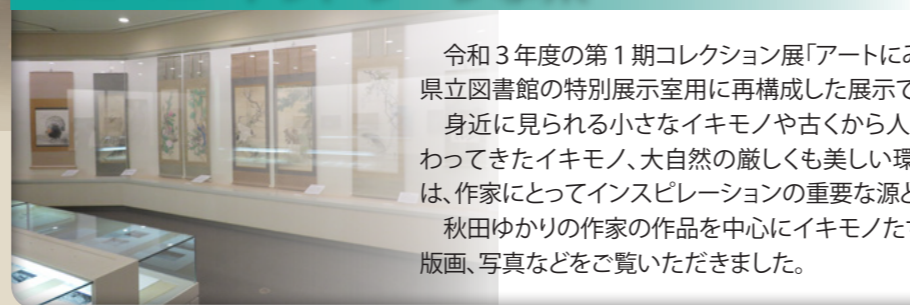 令和３年度の第１期コレクション展「アートにみ
県立図書館の特別展示室用に再構成した展示で
身近に見られる小さなイキモノや古くから人
わってきたイキモノ、大自然の厳しくも美しい環
は、作家にとってインスピレーションの重要な源と
秋田ゆかりの作家の作品を中心にイキモノた
版画、写真などをご覧いただきました。